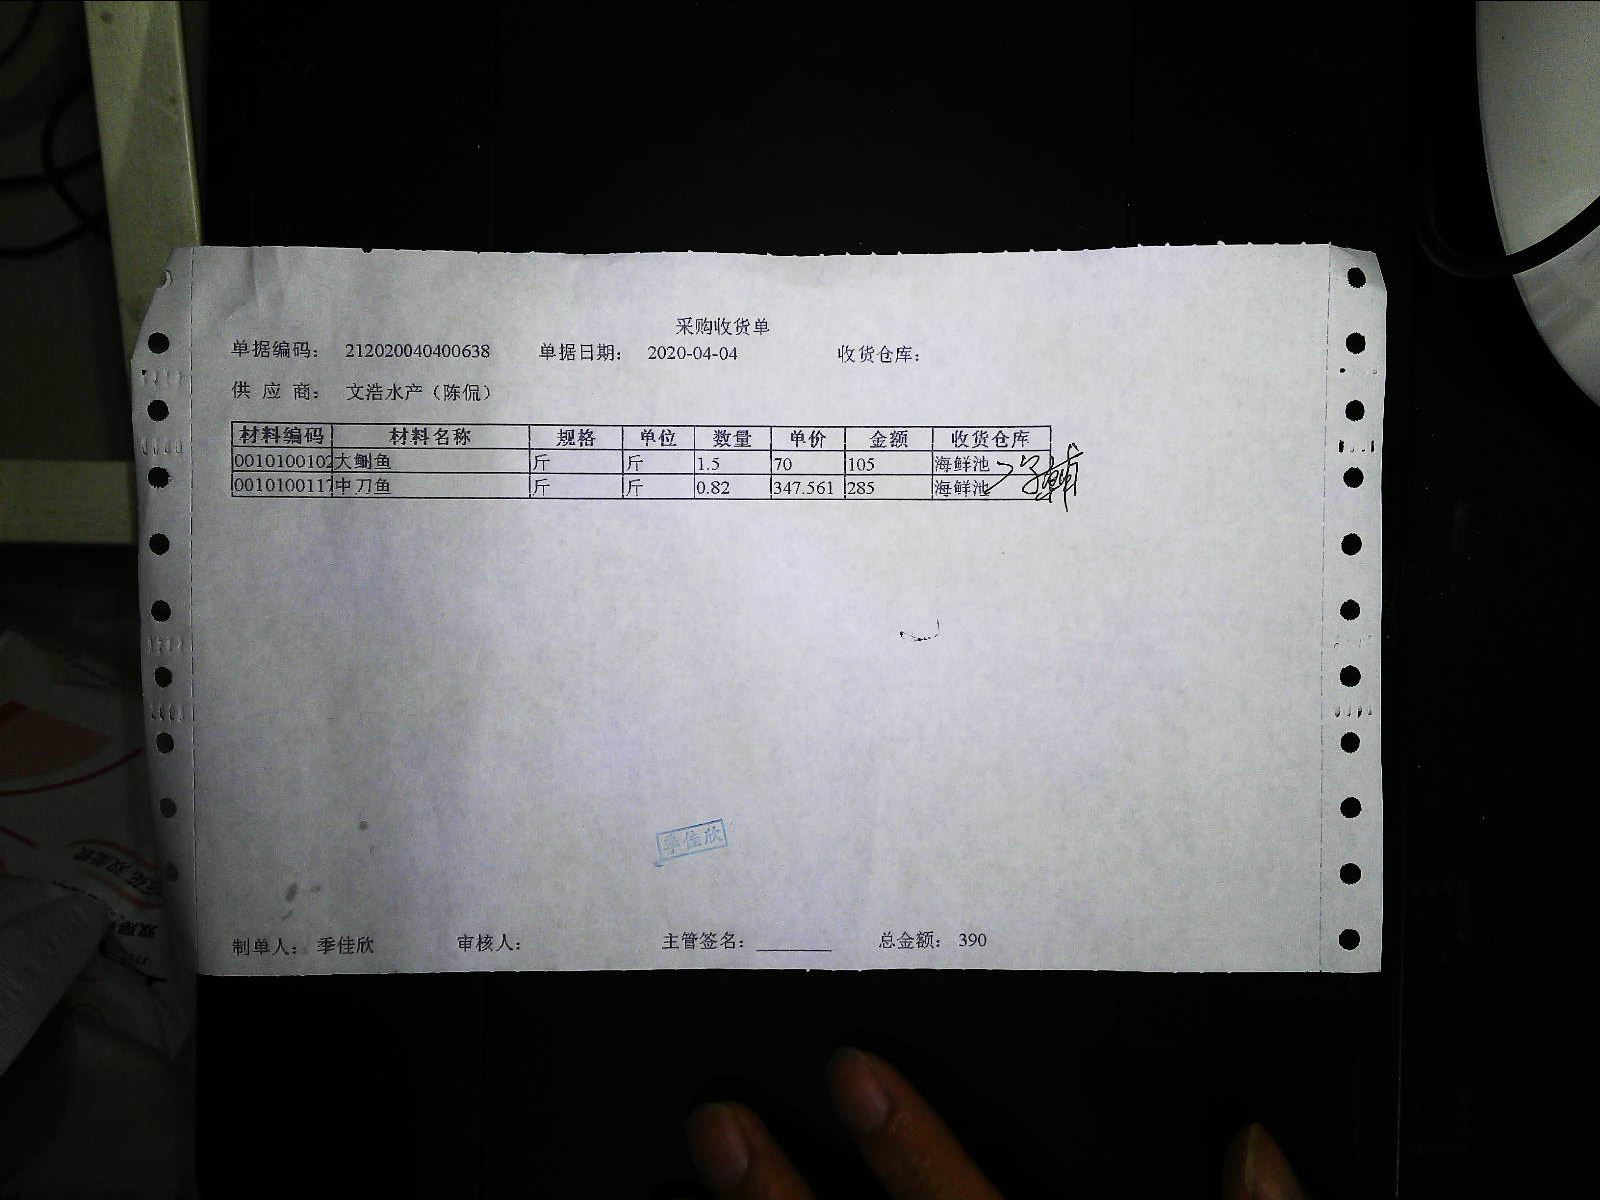 采购收货单
单据编码： 212020040400638 单据日期： 2020-04-04 收货仓库：
供 应 商： 文浩水产（陈侃）
材料编码 材料名称 规格 单位 数量 单价 金额 收货仓库
0010100102 大鮰鱼 斤 斤 1.5 70 105 海鲜池
0010100117 中刀鱼 斤 斤 0.82 347.561 285 海鲜池
季佳欣
制单人： 季佳欣 审核人： 主管签名： 总金额： 390